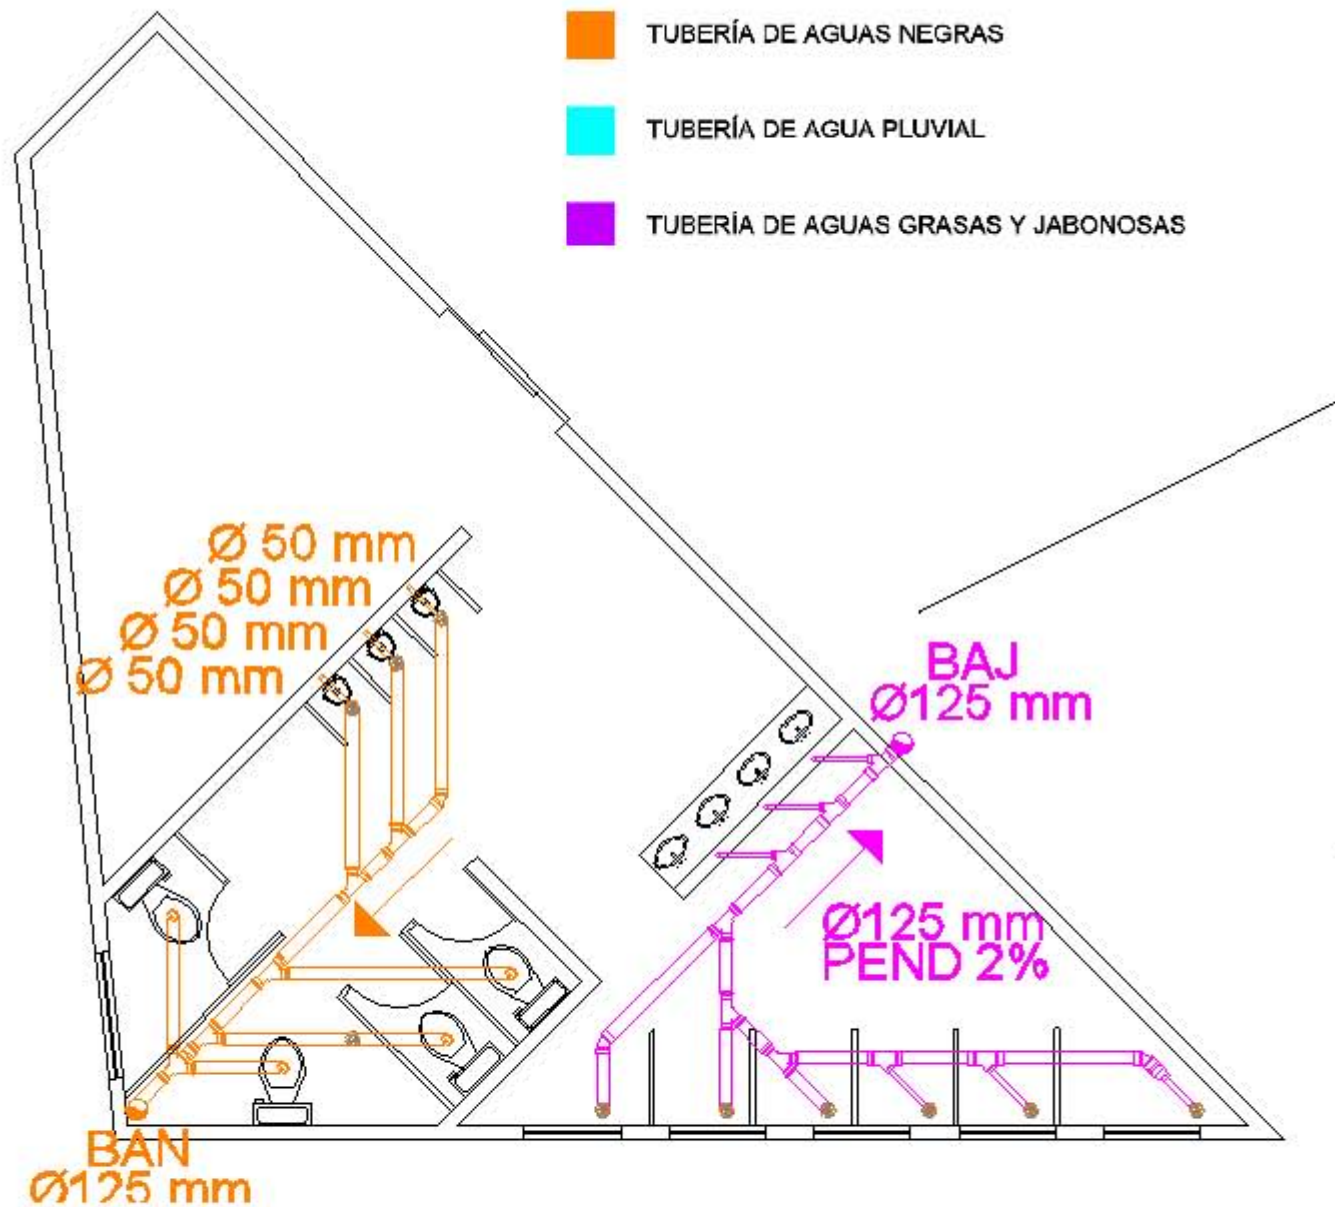 TUBERÍA DE AGUAS NEGRAS
TUBERÍA DE AGUA PLUVIAL
TUBERÍA DE AGUAS GRASAS Y JABONOSAS
Ø 50 mm
Ø 50 mm
Ø 50 mm
Ø 50 mm
BAJ
Ø125 mm
Ø125 mm
PEND 2%
BAN
Ø125 mm